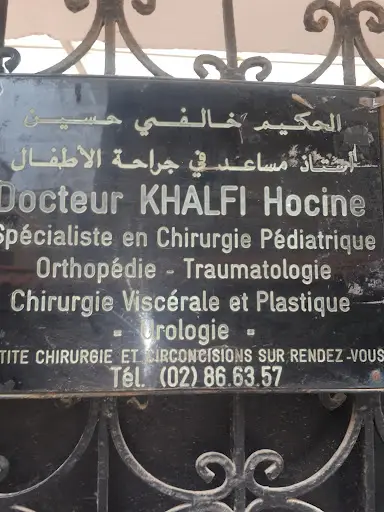 الحكيم خالفي حسين
أستاذ مساعد في جراحة الأطفال
Docteur KHALFI Hocine
Spécialiste en Chirurgie Pédiatrique
Orthopédie - Traumatologie
Chirurgie Viscérale et Plastique
- Urologie -
TITE CHIRURGIE ET CIRCONCISIONS SUR RENDEZ-VOUS
Tél. (02) 86.63.57